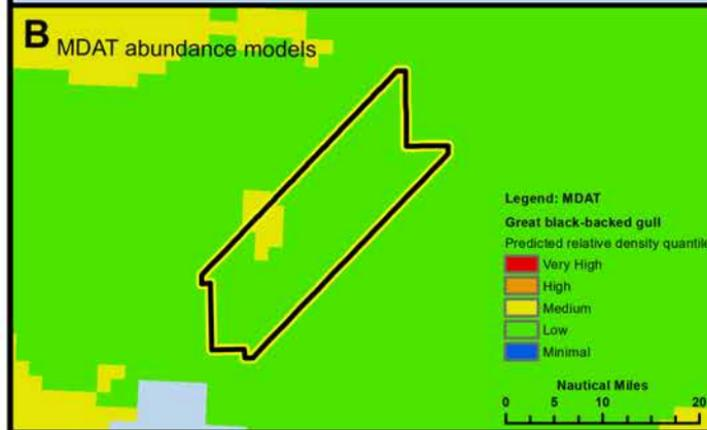 B MDAT abundance models
Legend: MDAT
Great black-backed gull
Predicted relative density quantile
Very High
High
Medium
Low
Minimal
Nautical Miles
0 5 10 20